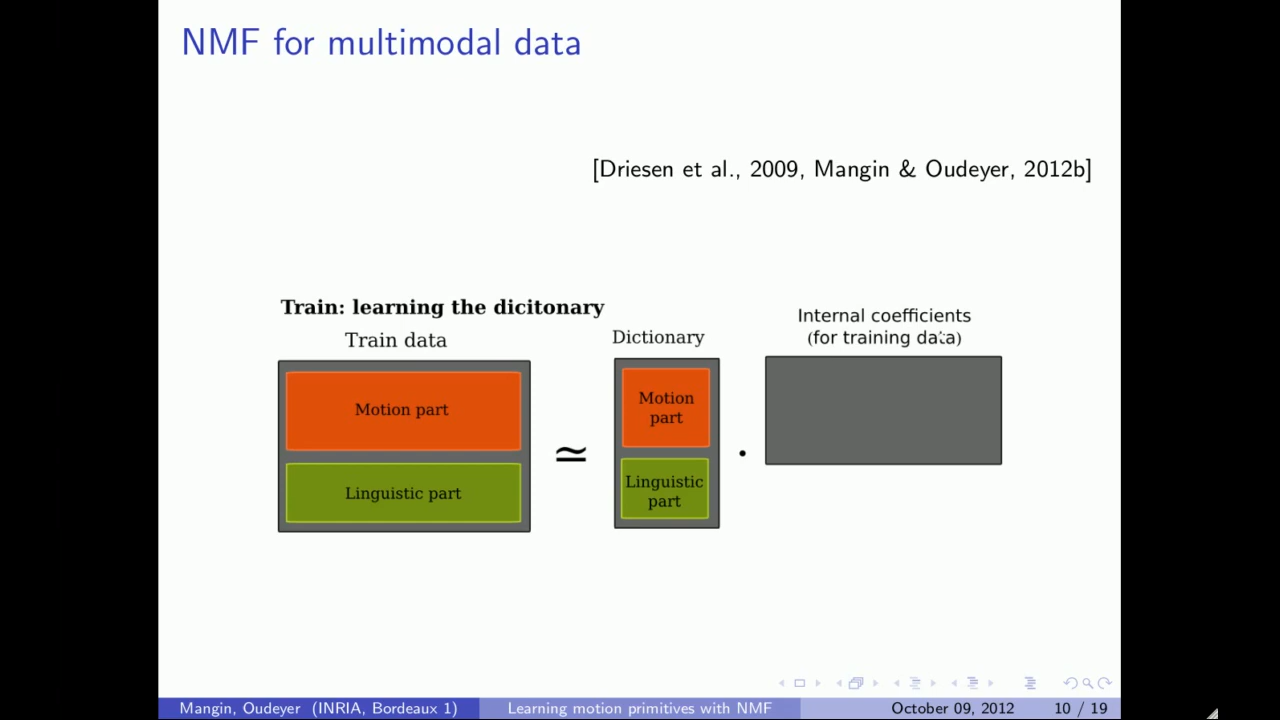 NMF for multimodal data
[Driesen et al., 2009, Mangin & Oudeyer, 2012b]
Train: learning the dicitonary
Train data
Dictionary
Internal coefficients
(for training data)
Motion part
Motion
part
≃
·
Linguistic part
Linguistic
part
Mangin, Oudeyer (INRIA, Bordeaux 1)
Learning motion primitives with NMF
October 09, 2012
10 / 19